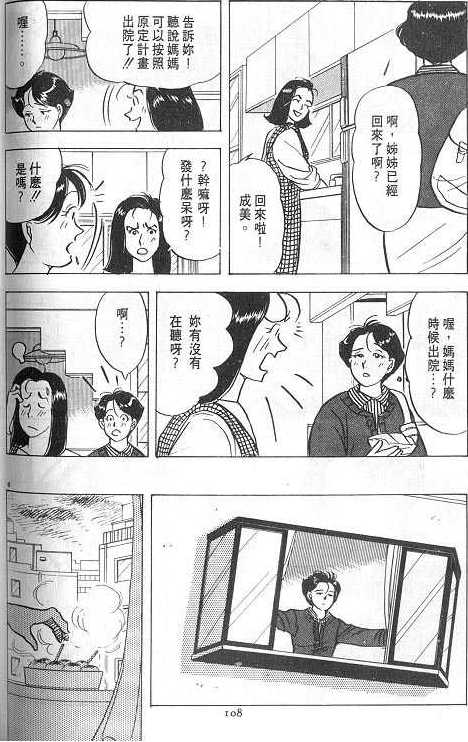 啊，姊姊已經
回來了啊？
回來啦！
成美。
告訴妳！
聽說媽媽
可以按照
原定計畫
出院了!!
喔……。
？幹嘛呀！
發什麼呆呀？
什麼!!
是嗎？
喔，媽媽什麼
時候出院…？
妳有沒有
在聽呀？
啊…？
108